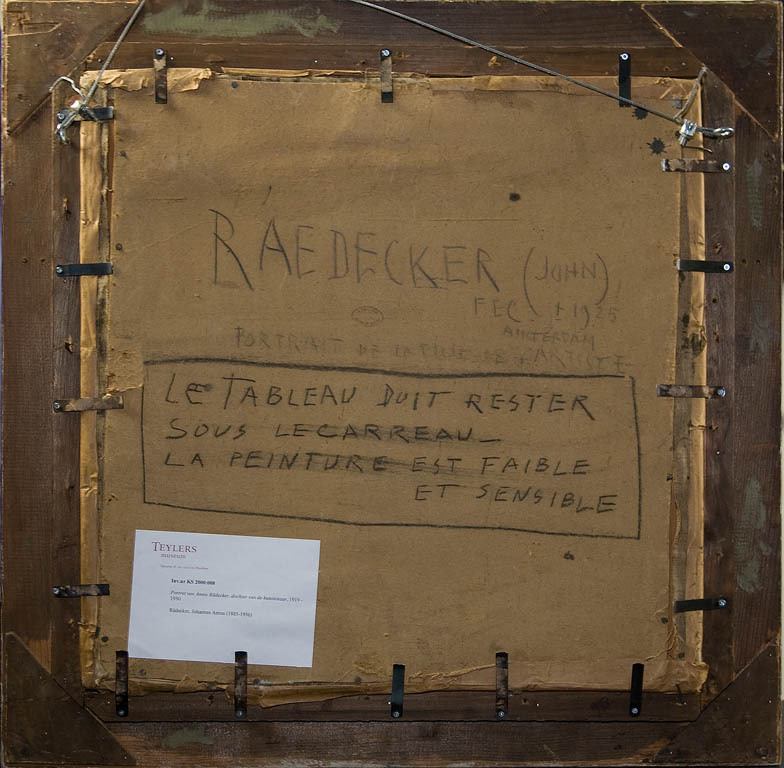 RAEDECKER (JOHN)
FEC. ± 1925
AMSTERDAM
PORTRAIT DE LA FILLE DE L'ARTISTE
LE TABLEAU DOIT RESTER
SOUS LE CARREAU_
LA PEINTURE EST FAIBLE
ET SENSIBLE
TEYLERS
MUSEUM
Inv.nr KS 2000 008
Portret van Annie Rädecker, dochter van de kunstenaar, 1919 -
1950
Rädecker, Johannes Anton (1885-1956)